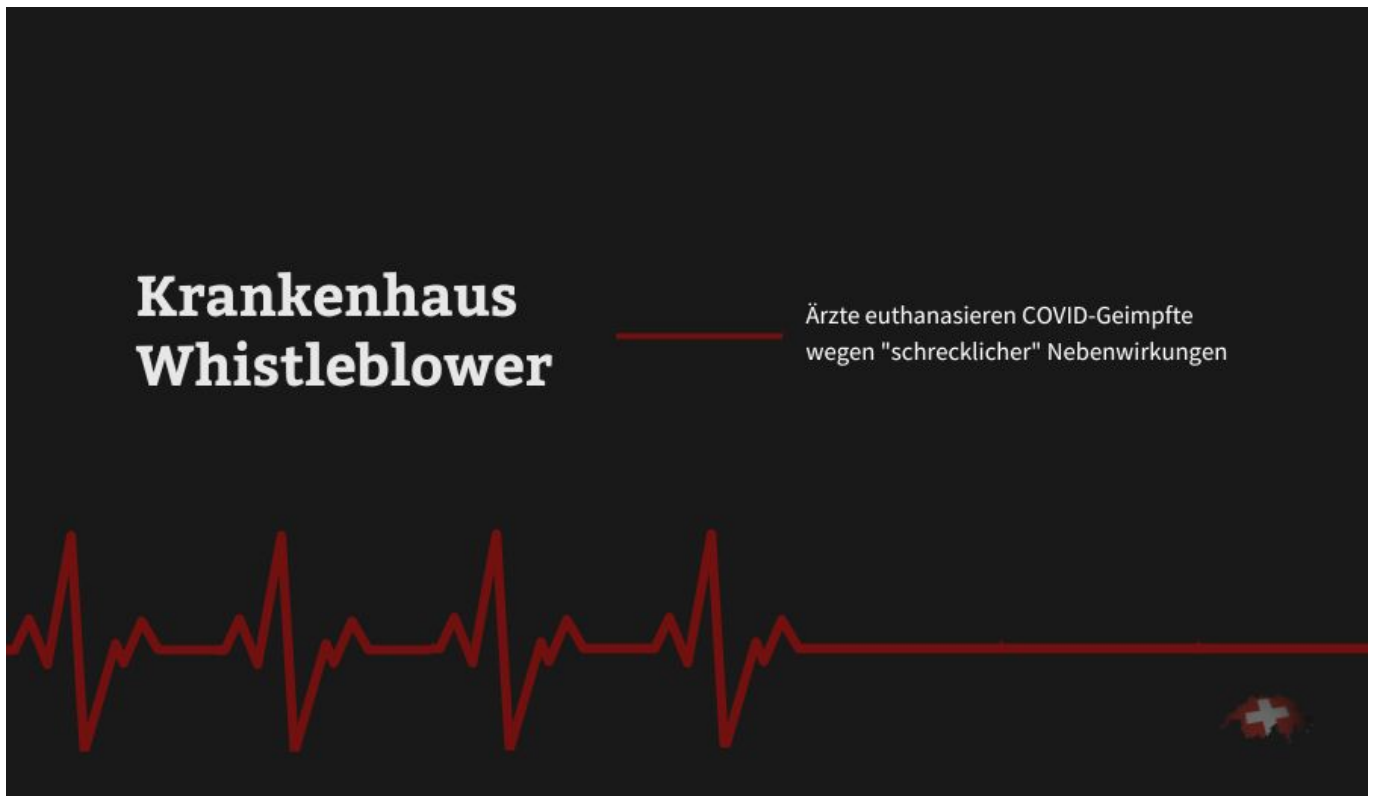 Krankenhaus
Whistleblower
Ärzte euthanasieren COVID-Geimpfte
wegen "schrecklicher" Nebenwirkungen